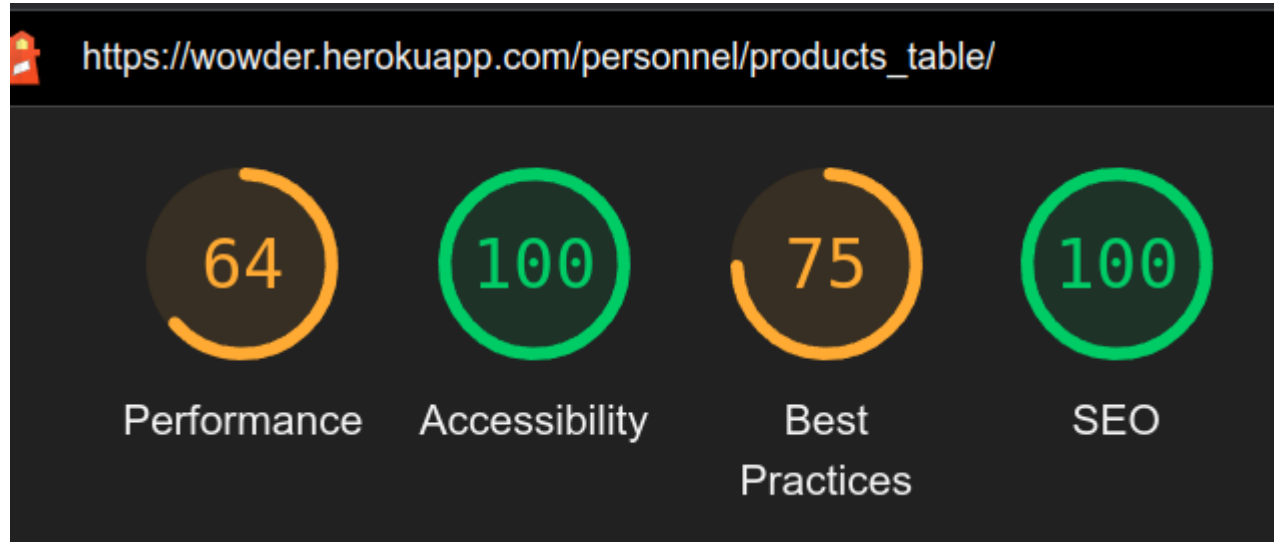 https://wowder.herokuapp.com/personnel/products_table/
64
100
75
100
Performance
Accessibility
Best
Practices
SEO